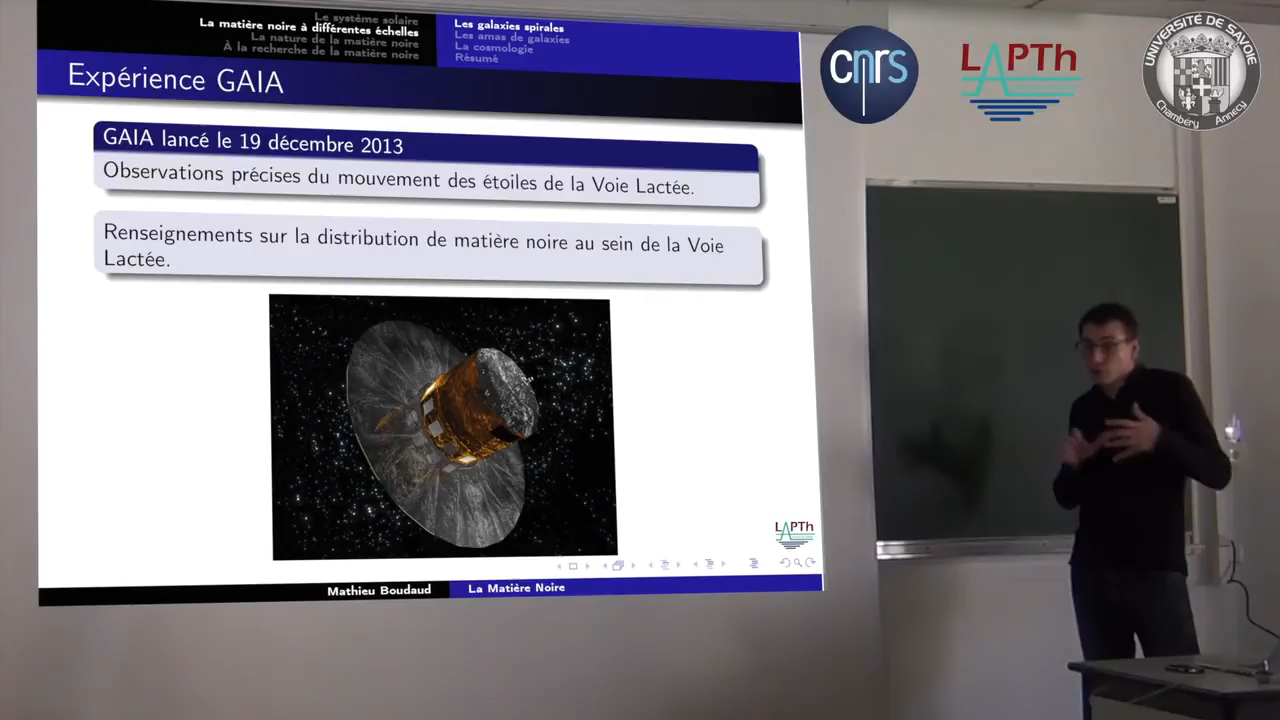 Le système solaire
La matière noire à différentes échelles
La nature de la matière noire
À la recherche de la matière noire
Les galaxies spirales
Les amas de galaxies
La cosmologie
Résumé
Expérience GAIA
GAIA lancé le 19 décembre 2013
Observations précises du mouvement des étoiles de la Voie Lactée.
Renseignements sur la distribution de matière noire au sein de la Voie
Lactée.
LAPTh
Mathieu Boudaud
La Matière Noire
cnrs
LAPTh
UNIVERSITE DE SAVOIE
Chambéry Annecy